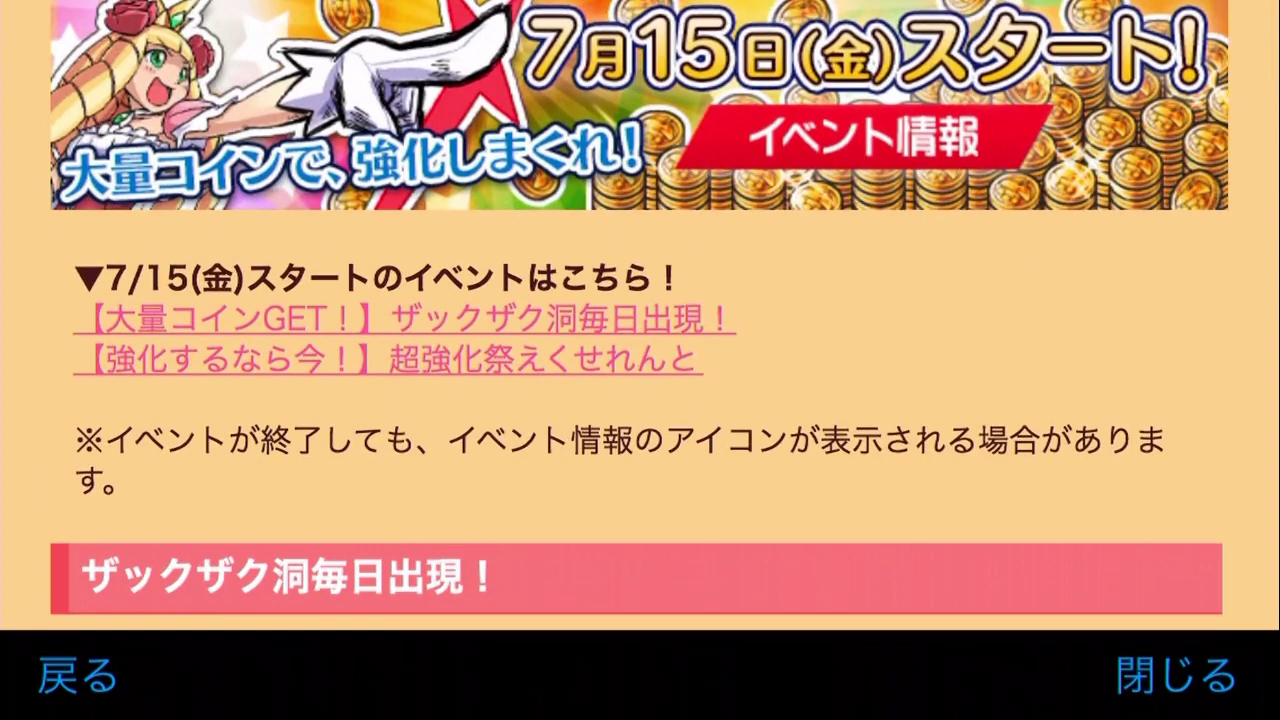 7月15日(金)スタート!
大量コインで、強化しまくれ!
イベント情報
▼7/15(金)スタートのイベントはこちら！
【大量コインGET！】ザックザク洞毎日出現！
【強化するなら今！】超強化祭えくせれんと
※イベントが終了しても、イベント情報のアイコンが表示される場合がありま
す。
ザックザク洞毎日出現！
戻る
閉じる